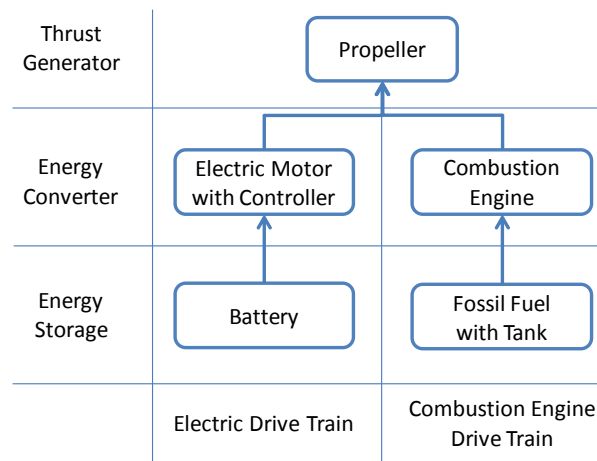 Thrust
Generator
Propeller
Energy
Converter
Electric Motor
with Controller
Combustion
Engine
Energy
Storage
Battery
Fossil Fuel
with Tank
Electric Drive Train
Combustion Engine
Drive Train